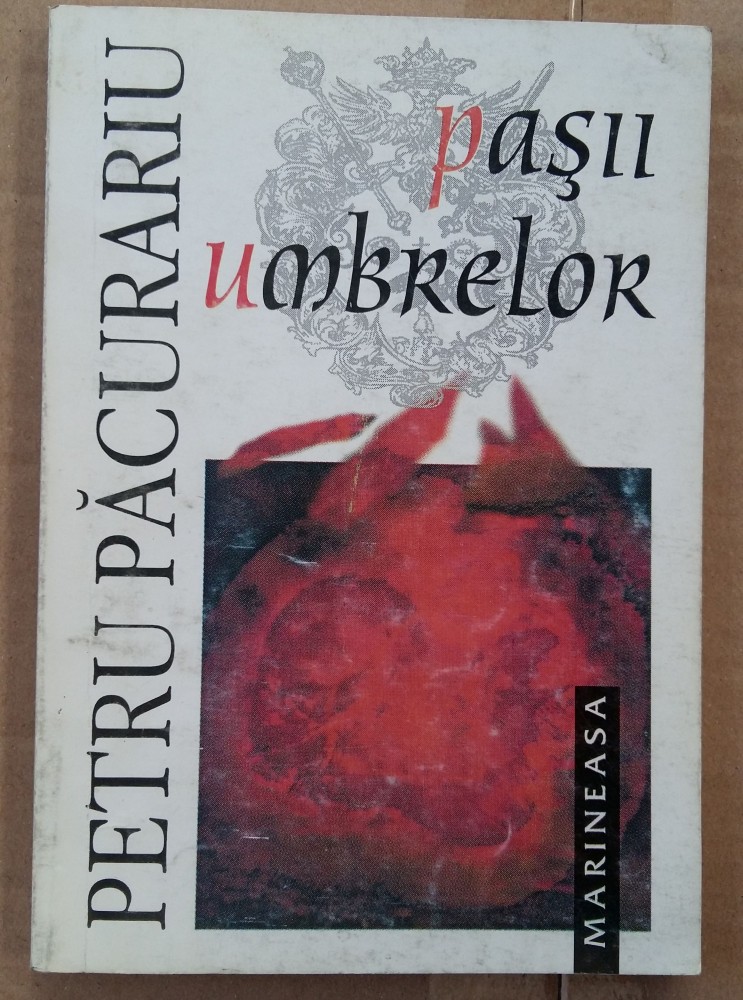 PETRU PĂCURARIU
paşii
umbrelor
MARINEASA